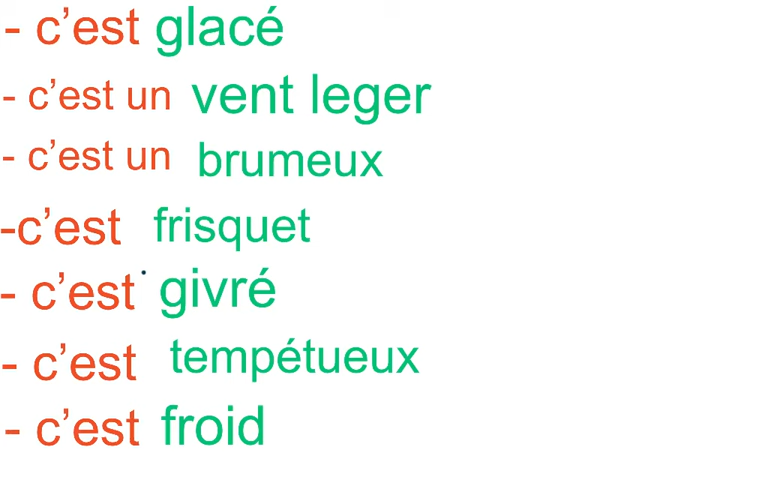 - c’est glacé
- c’est un vent leger
- c’est un brumeux
-c’est frisquet
- c’est givré
- c’est tempétueux
- c’est froid